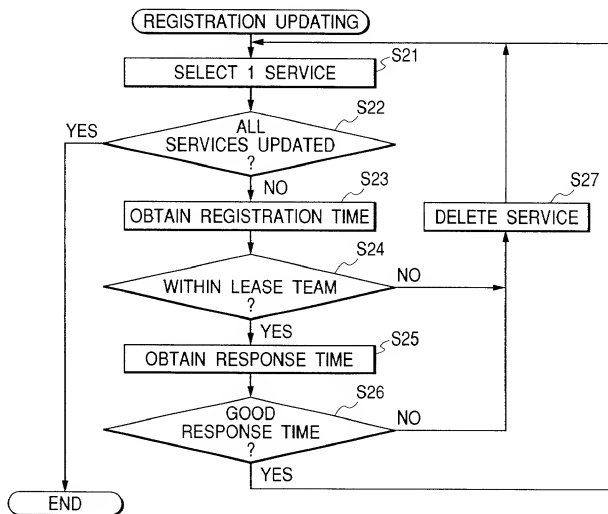 REGISTRATION UPDATING
SELECT 1 SERVICE
S21
ALL
SERVICES UPDATED
?
S22
YES
NO
OBTAIN REGISTRATION TIME
S23
DELETE SERVICE
S27
WITHIN LEASE TEAM
?
S24
NO
YES
OBTAIN RESPONSE TIME
S25
GOOD
RESPONSE TIME
?
S26
NO
YES
END